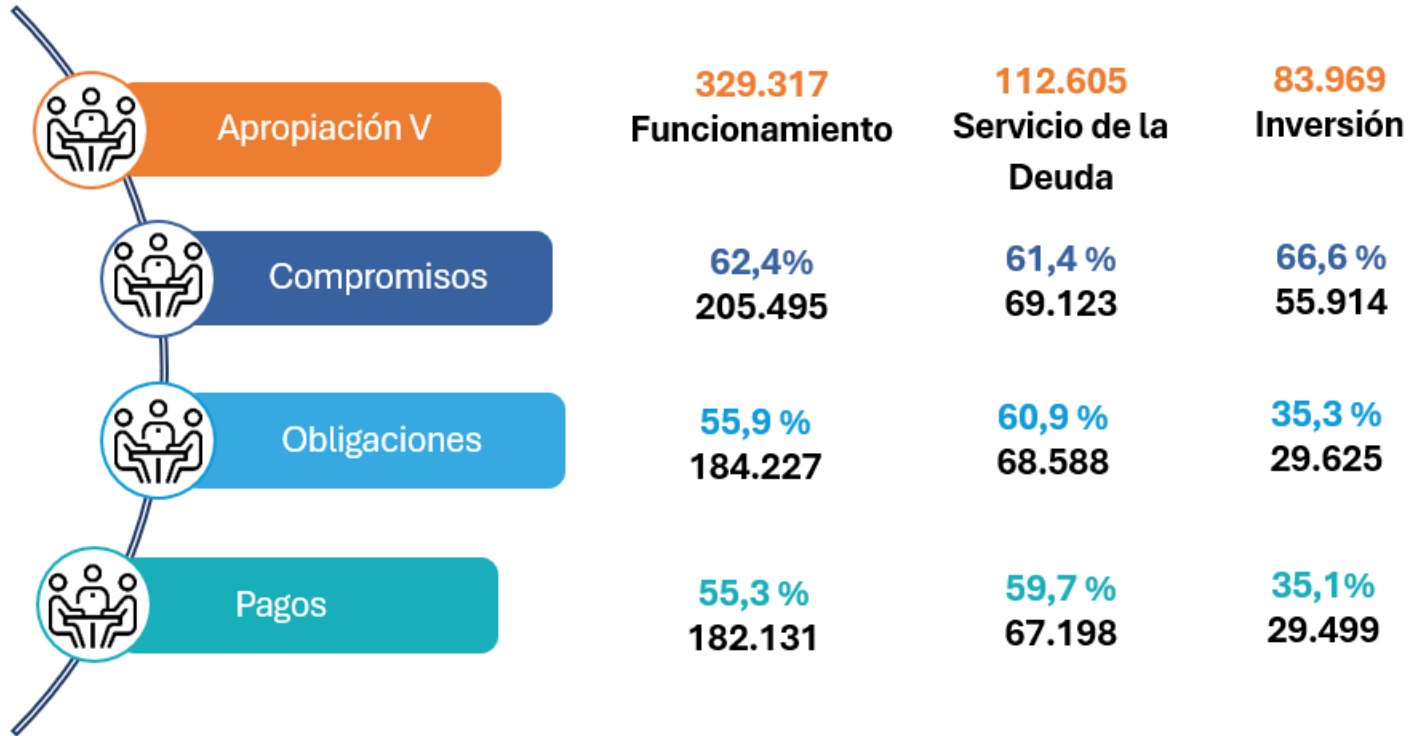 Apropiación V
329.317
Funcionamiento
112.605
Servicio de la
Deuda
83.969
Inversión
Compromisos
62,4%
205.495
61,4 %
69.123
66,6 %
55.914
Obligaciones
55,9 %
184.227
60,9 %
68.588
35,3 %
29.625
Pagos
55,3 %
182.131
59,7 %
67.198
35,1%
29.499